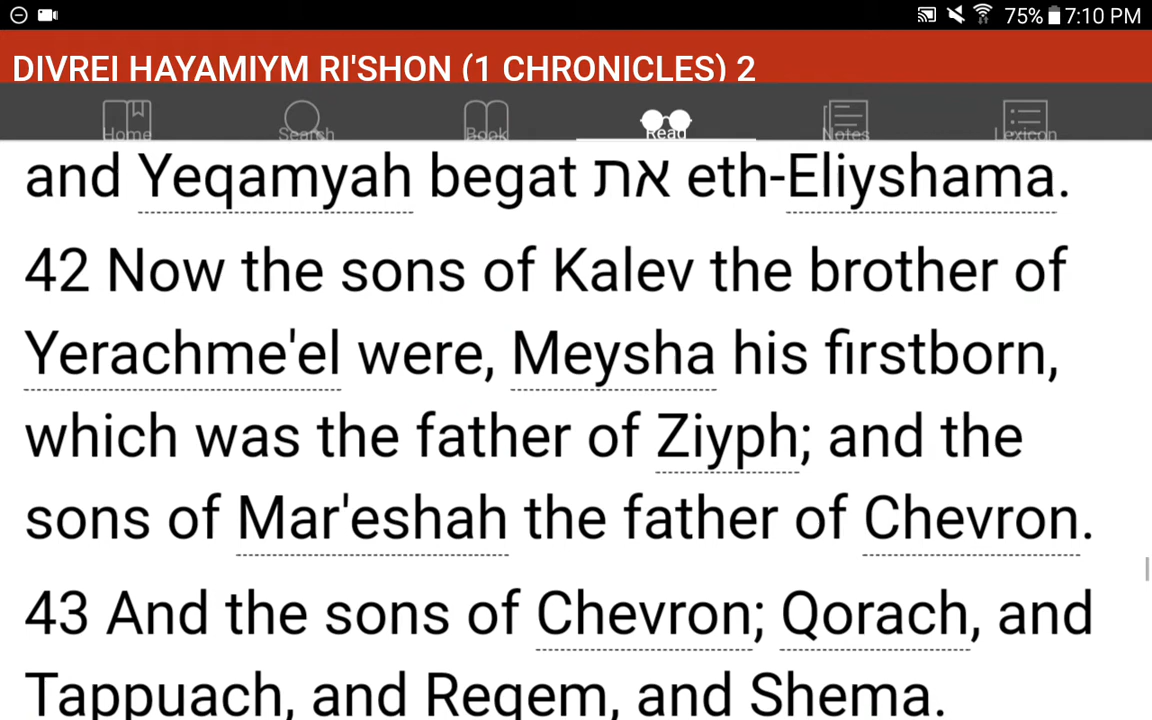 75% 7:10 PM
DIVREI HAYAMIYM RI'SHON (1 CHRONICLES) 2
Home Search Book Read Notes Lexicon
and Yeqamyah begat את eth-Eliyshama.
42 Now the sons of Kalev the brother of
Yerachme'el were, Meysha his firstborn,
which was the father of Ziyph; and the
sons of Mar'eshah the father of Chevron.
43 And the sons of Chevron; Qorach, and
Tappuach, and Reqem, and Shema.